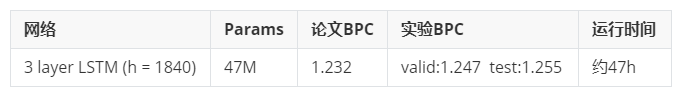 网络 Params 论文BPC 实验BPC 运行时间
3 layer LSTM (h = 1840) 47M 1.232 valid:1.247 test:1.255 约47h